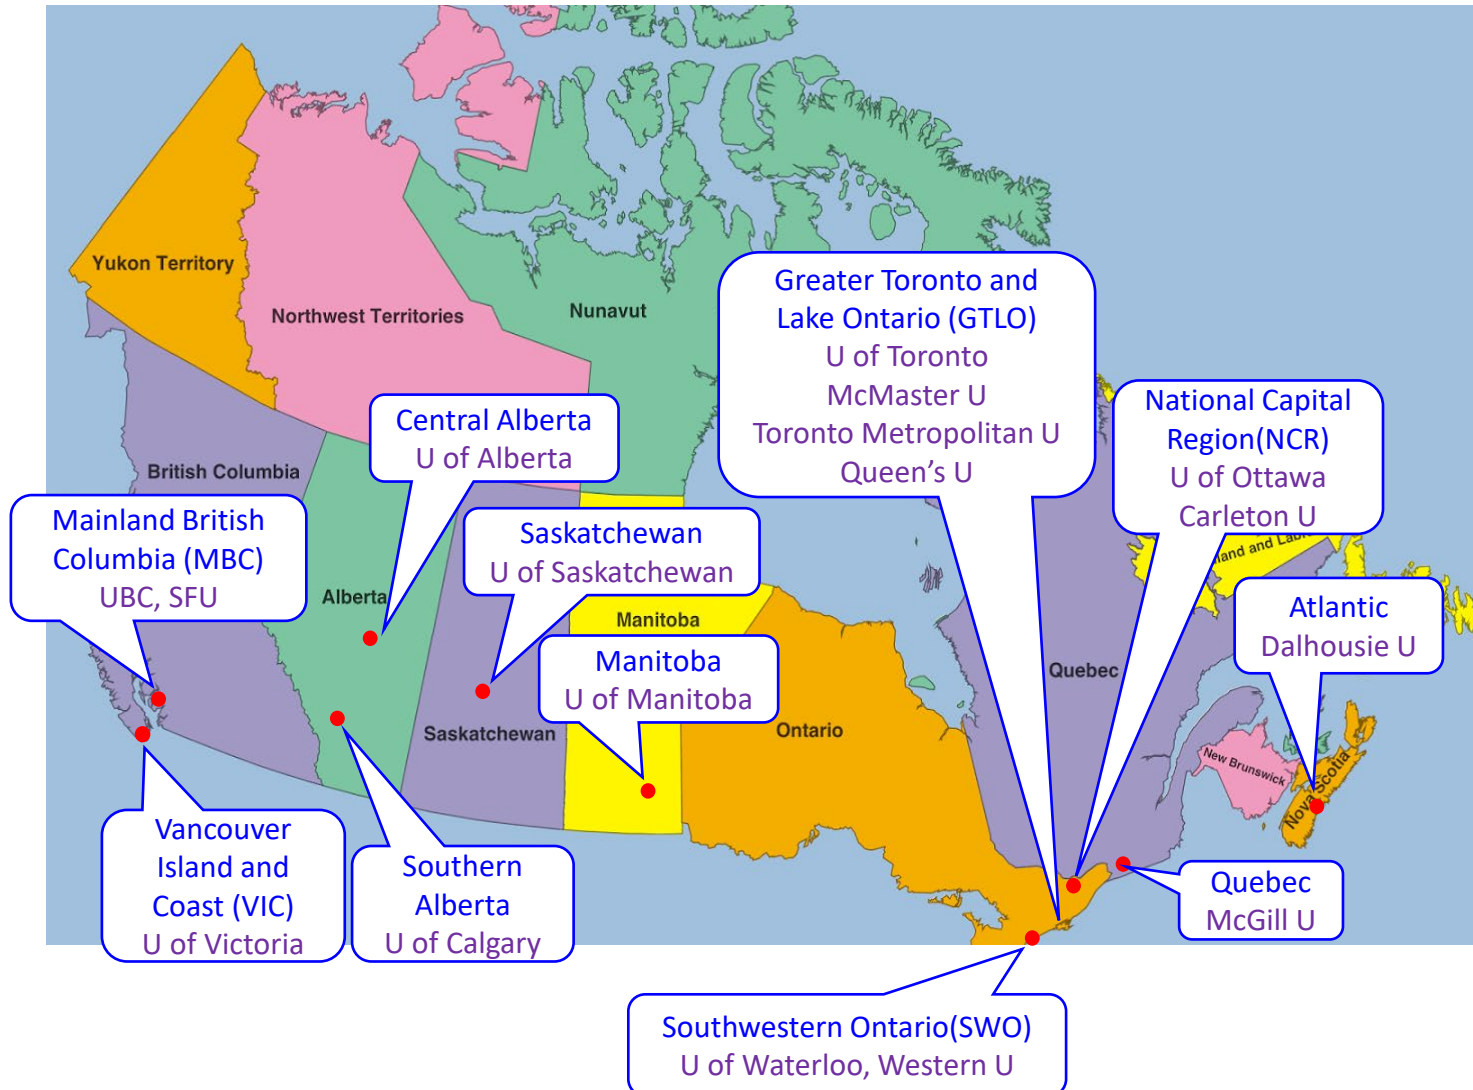 Yukon Territory
Northwest Territories
Nunavut
Greater Toronto and
Lake Ontario (GTLO)
U of Toronto
McMaster U
Toronto Metropolitan U
Queen’s U
National Capital
Region(NCR)
U of Ottawa
Carleton U
Central Alberta
U of Alberta
British Columbia
Mainland British
Columbia (MBC)
UBC, SFU
Saskatchewan
U of Saskatchewan
land and Lab
Alberta
Manitoba
Atlantic
Dalhousie U
Manitoba
U of Manitoba
Quebec
Saskatchewan
Ontario
New Brunswick
Nova Scotia
Vancouver
Island and
Coast (VIC)
U of Victoria
Southern
Alberta
U of Calgary
Quebec
McGill U
Southwestern Ontario(SWO)
U of Waterloo, Western U